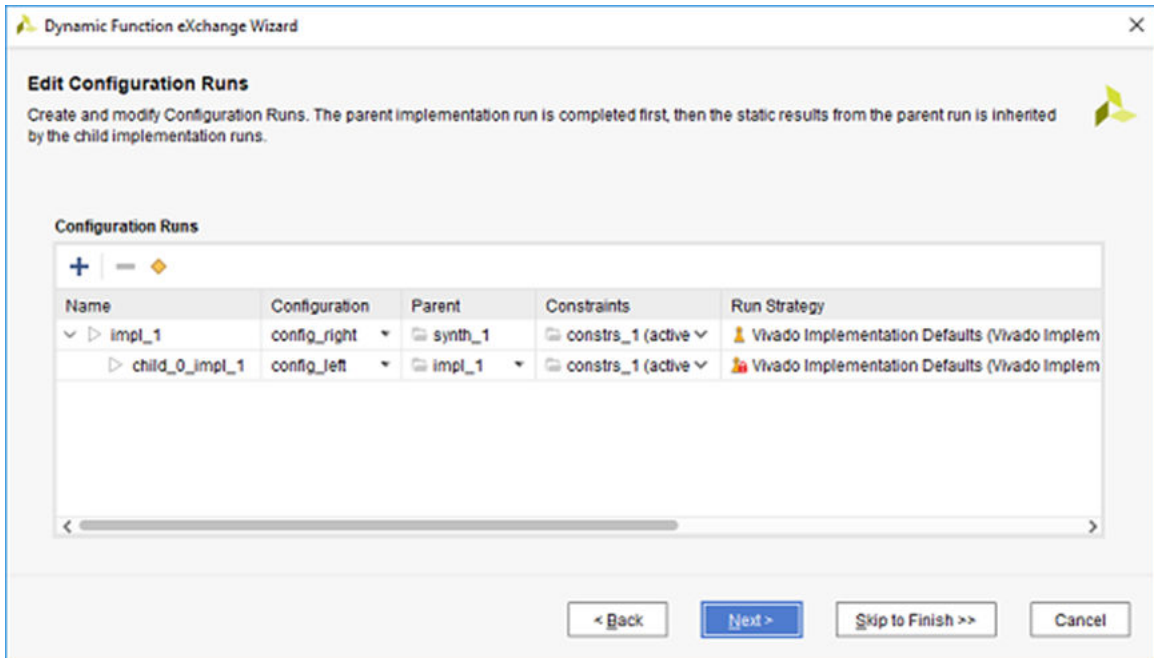 Dynamic Function eXchange Wizard
Edit Configuration Runs
Create and modify Configuration Runs. The parent implementation run is completed first, then the static results from the parent run is inherited
by the child implementation runs.
Configuration Runs
Name Configuration Parent Constraints Run Strategy
impl_1 config_right synth_1 constrs_1 (active Vivado Implementation Defaults (Vivado Implem
child_0_impl_1 config_left impl_1 constrs_1 (active Vivado Implementation Defaults (Vivado Implem
< Back Next > Skip to Finish >> Cancel